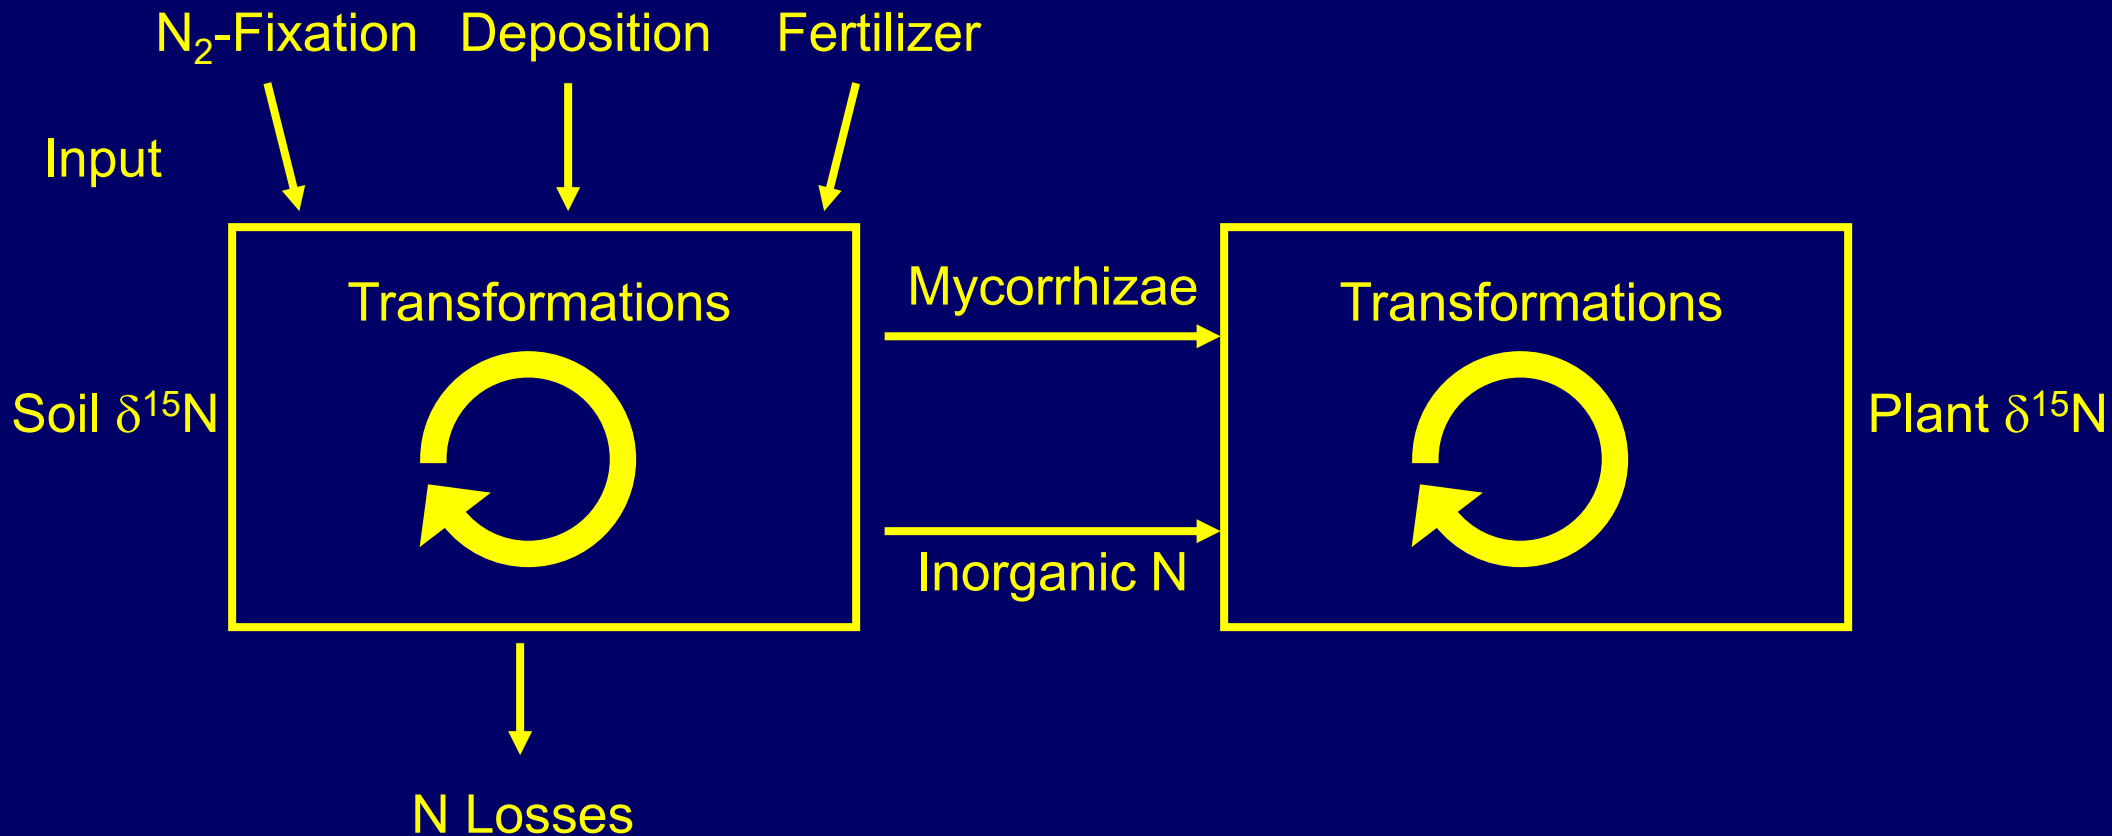 N₂-Fixation Deposition Fertilizer
Input
Transformations Mycorrhizae Transformations
Soil δ¹⁵N Plant δ¹⁵N
Inorganic N
N Losses